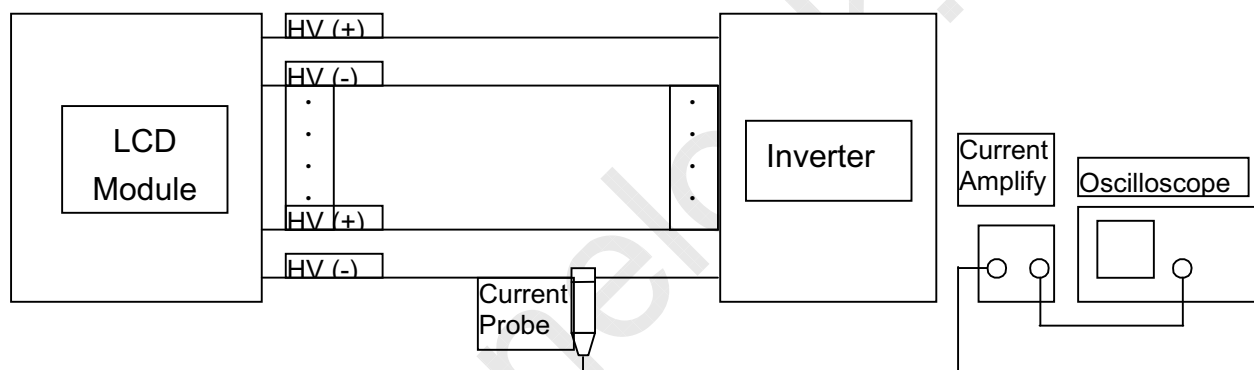 HV (+)
HV (-)
LCD
Module
HV (+)
HV (-)
Current
Probe
Inverter
Current
Amplify
Oscilloscope